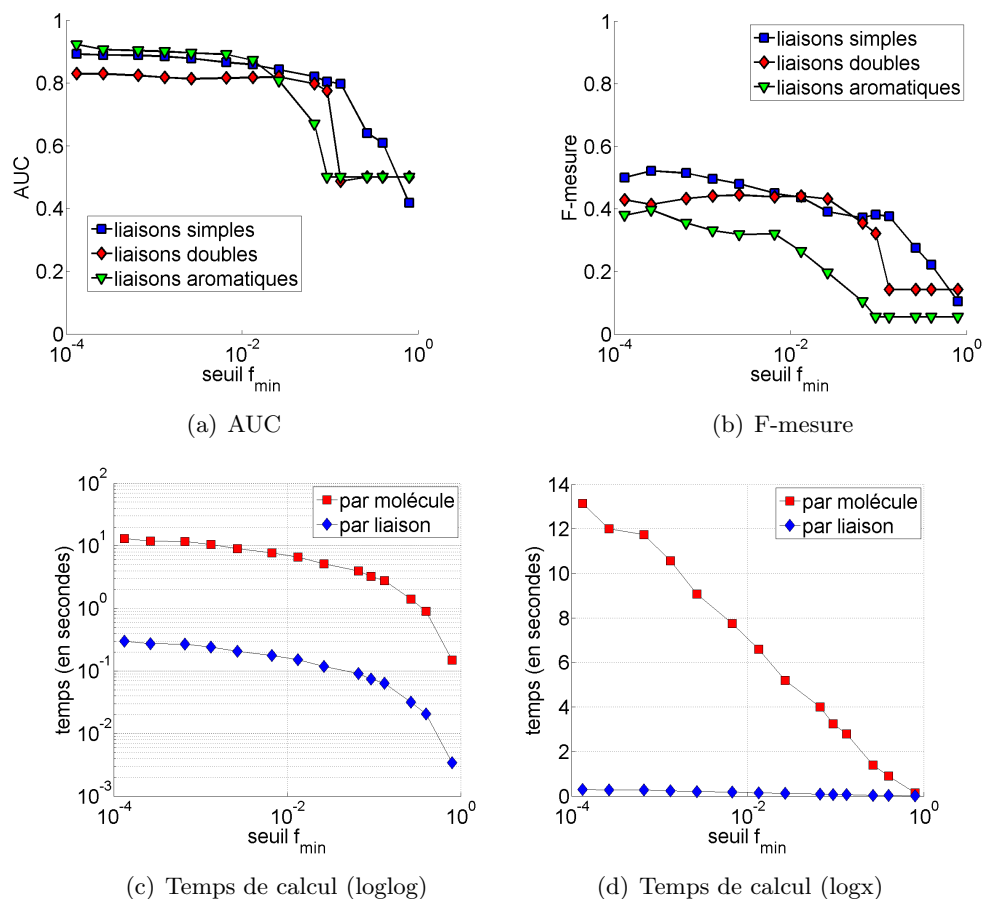 1
0.8
0.6
0.4
0.2
0
AUC
liaisons simples
liaisons doubles
liaisons aromatiques
10^-4
10^-2
10^0
seuil f_min
(a) AUC
1
0.8
0.6
0.4
0.2
0
F-mesure
liaisons simples
liaisons doubles
liaisons aromatiques
10^-4
10^-2
10^0
seuil f_min
(b) F-mesure
10^2
10^1
10^0
10^-1
10^-2
10^-3
temps (en secondes)
par molécule
par liaison
10^-4
10^-2
10^0
seuil f_min
(c) Temps de calcul (loglog)
14
12
10
8
6
4
2
0
temps (en secondes)
par molécule
par liaison
10^-4
10^-2
10^0
seuil f_min
(d) Temps de calcul (logx)